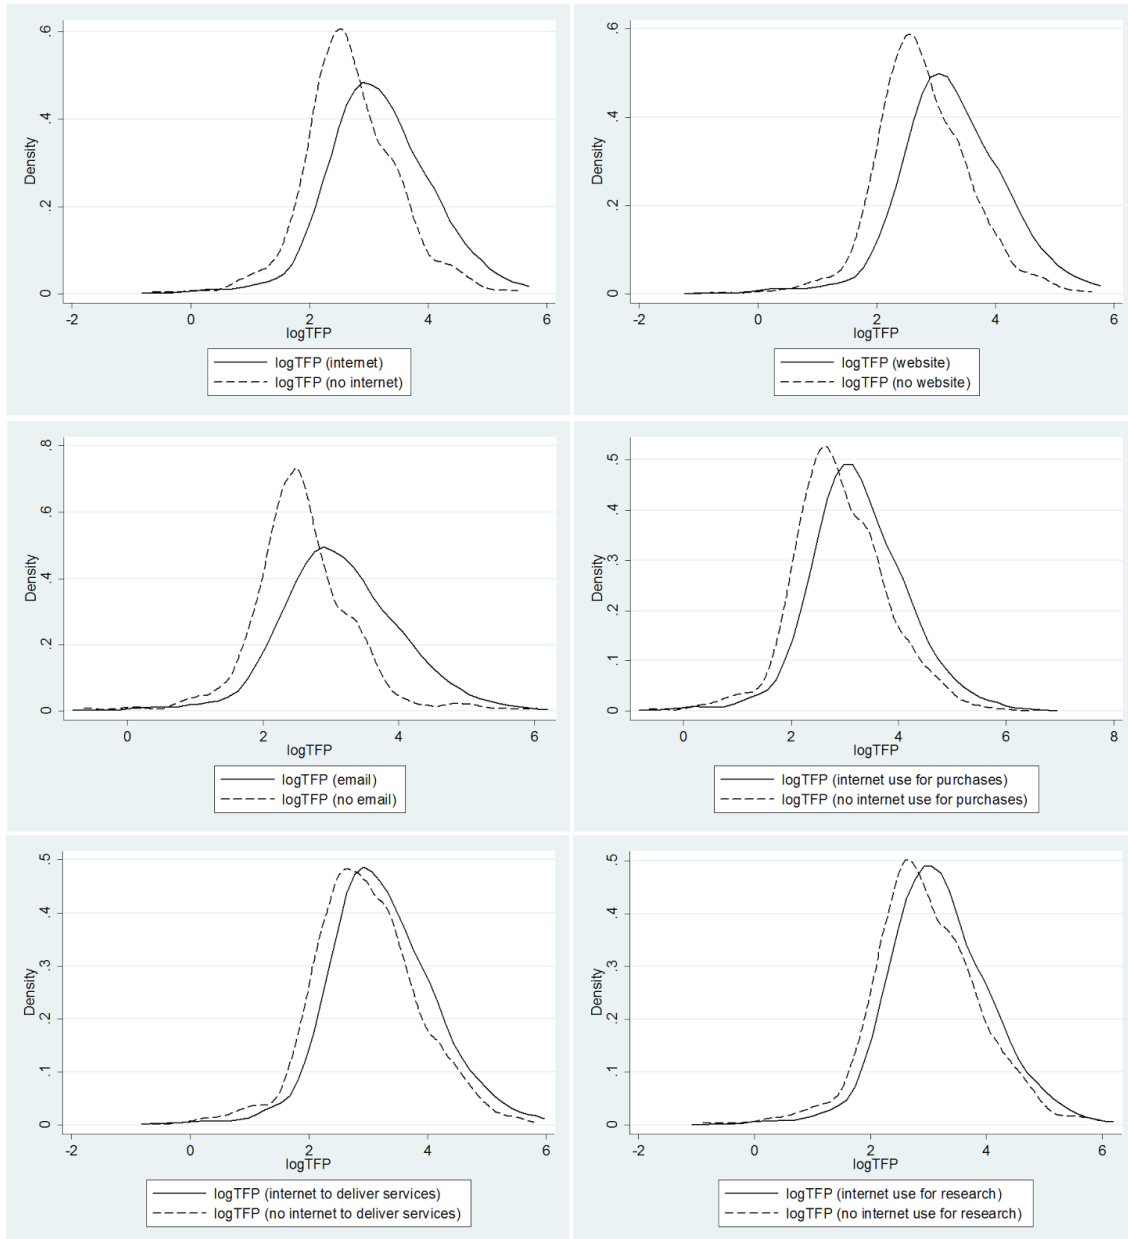 Density
.6
.4
.2
0
-2 0 2 4 6
logTFP
logTFP (internet)
logTFP (no internet)
Density
.6
.4
.2
0
-2 0 2 4 6
logTFP
logTFP (website)
logTFP (no website)
Density
.8
.6
.4
.2
0
0 2 4 6
logTFP
logTFP (email)
logTFP (no email)
Density
.5
.4
.3
.2
.1
0
0 2 4 6 8
logTFP
logTFP (internet use for purchases)
logTFP (no internet use for purchases)
Density
.5
.4
.3
.2
.1
0
-2 0 2 4 6
logTFP
logTFP (internet to deliver services)
logTFP (no internet to deliver services)
Density
.5
.4
.3
.2
.1
0
-2 0 2 4 6
logTFP
logTFP (internet use for research)
logTFP (no internet use for research)